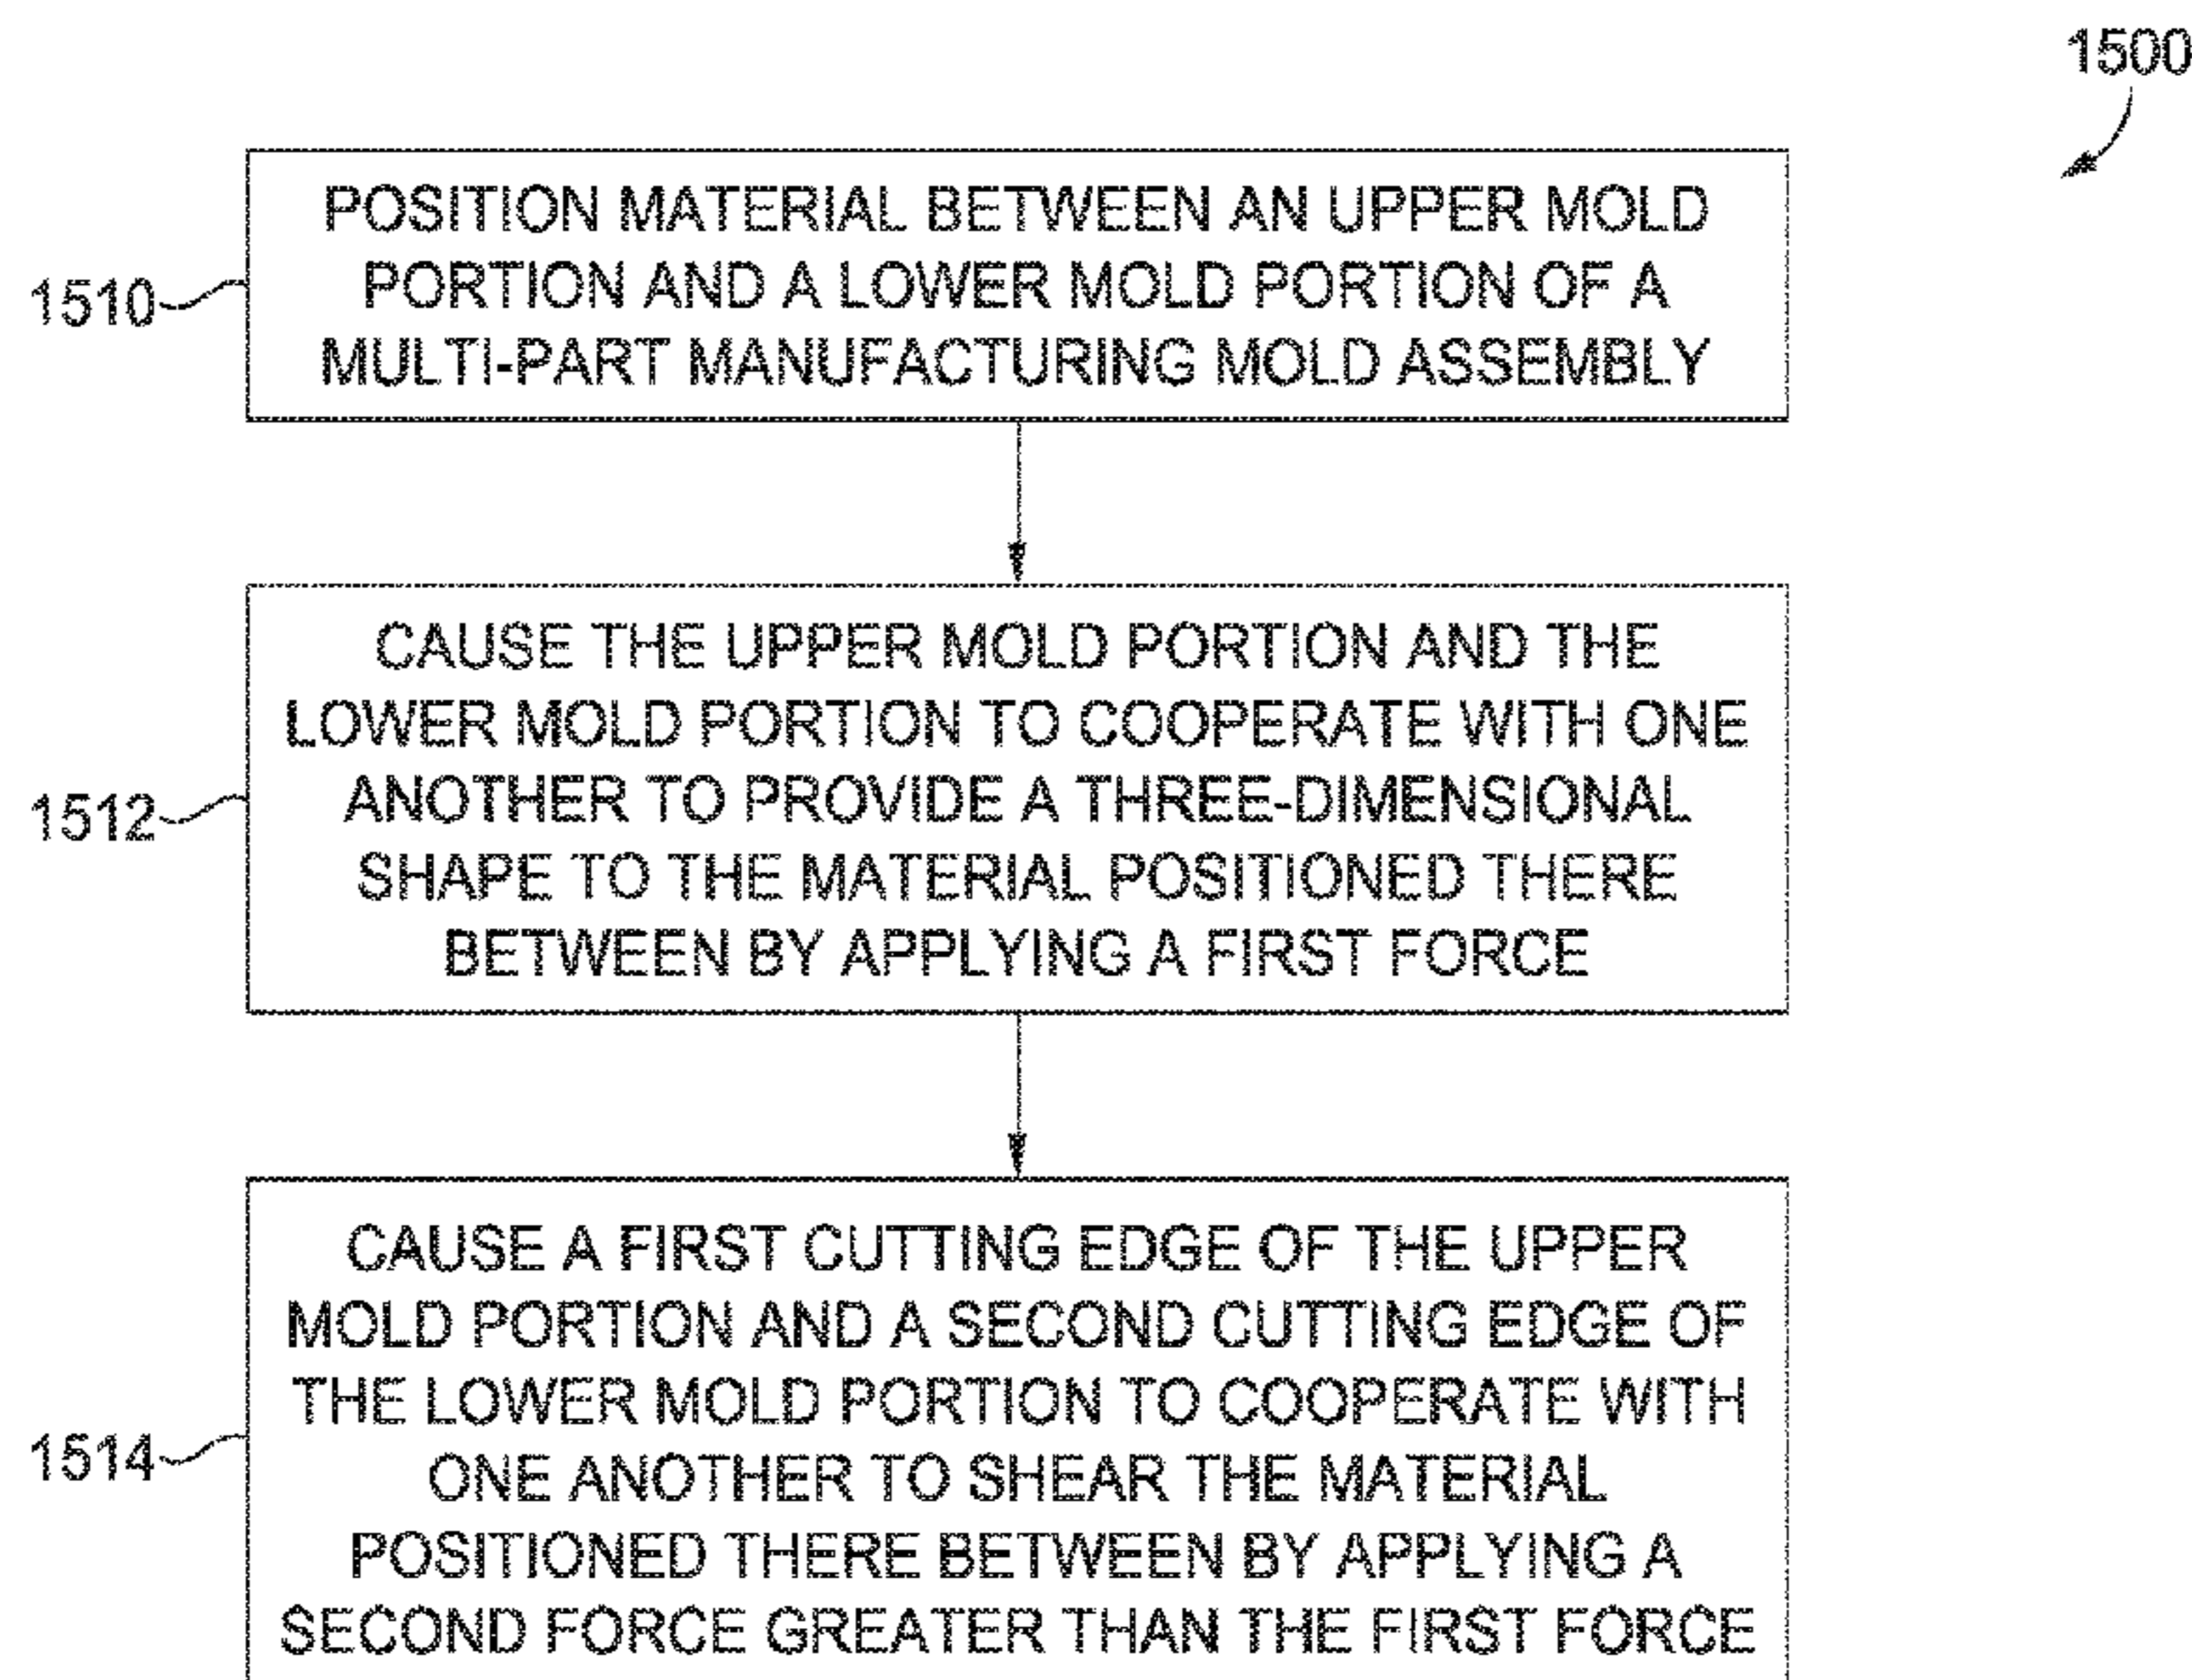 1500
POSITION MATERIAL BETWEEN AN UPPER MOLD
PORTION AND A LOWER MOLD PORTION OF A
MULTI-PART MANUFACTURING MOLD ASSEMBLY
1510
CAUSE THE UPPER MOLD PORTION AND THE
LOWER MOLD PORTION TO COOPERATE WITH ONE
ANOTHER TO PROVIDE A THREE-DIMENSIONAL
SHAPE TO THE MATERIAL POSITIONED THERE
BETWEEN BY APPLYING A FIRST FORCE
1512
CAUSE A FIRST CUTTING EDGE OF THE UPPER
MOLD PORTION AND A SECOND CUTTING EDGE OF
THE LOWER MOLD PORTION TO COOPERATE WITH
ONE ANOTHER TO SHEAR THE MATERIAL
POSITIONED THERE BETWEEN BY APPLYING A
SECOND FORCE GREATER THAN THE FIRST FORCE
1514